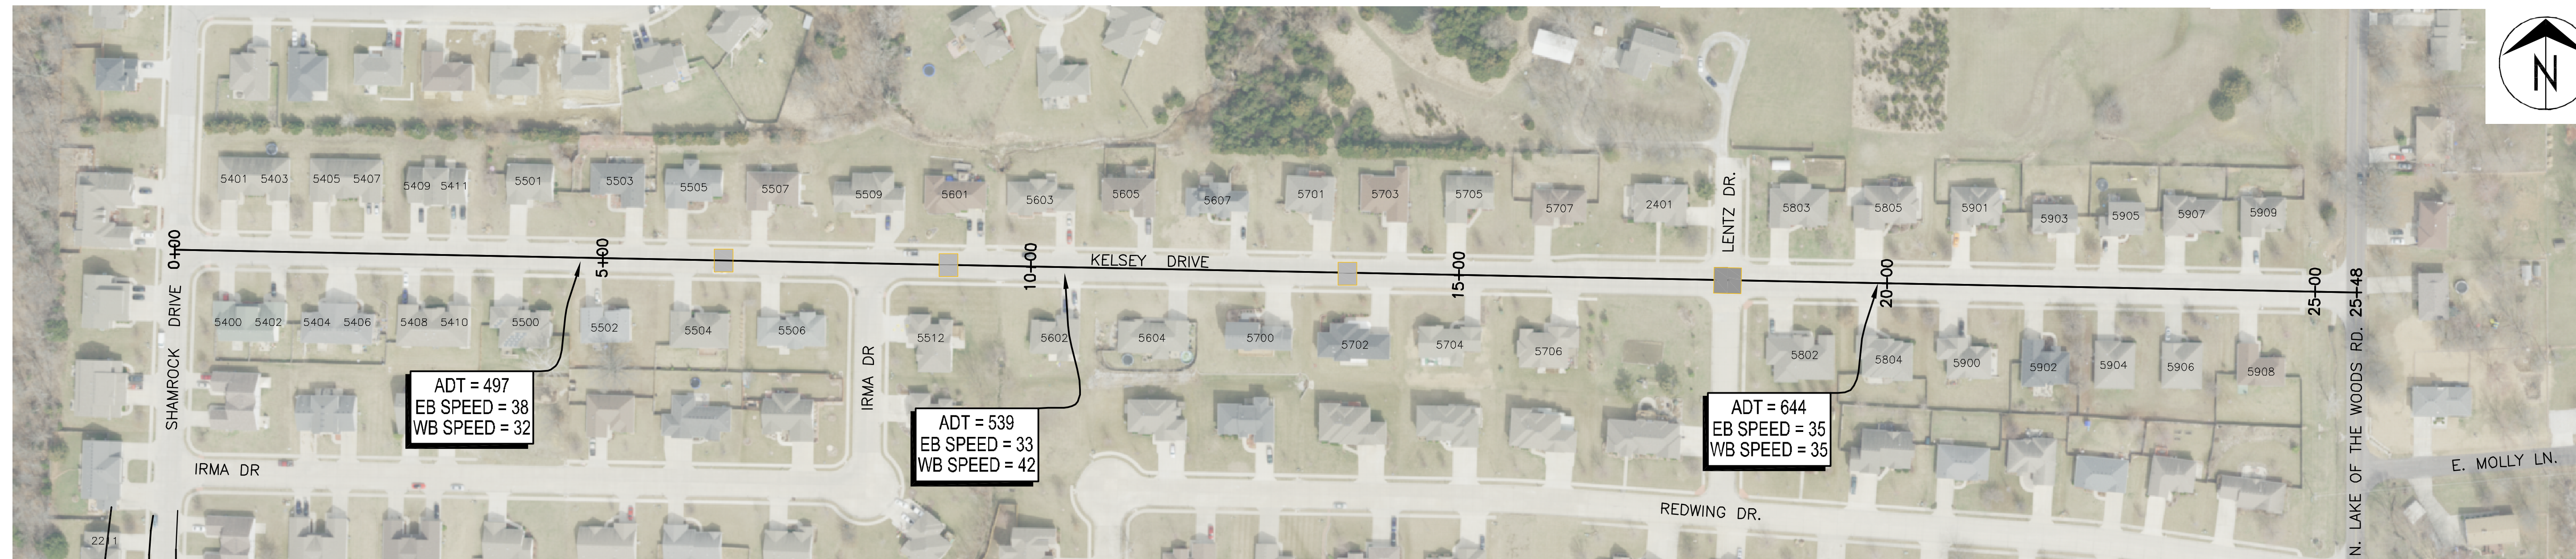 N
5401 5403 5405 5407 5409 5411 5501 5503 5505 5507 5509 5601 5603 5605 5607 5701 5703 5705 5707 2401 5803 5805 5901 5903 5905 5907 5909
LENTZ DR.
0+00
5+00
10+00
KELSEY DRIVE
15+00
20+00
25+00
25+48
SHAMROCK DRIVE
5400 5402 5404 5406 5408 5410 5500 5502 5504 5506 5512 5602 5604 5700 5702 5704 5706 5802 5804 5900 5902 5904 5906 5908
IRMA DR
ADT = 497
EB SPEED = 38
WB SPEED = 32
ADT = 539
EB SPEED = 33
WB SPEED = 42
ADT = 644
EB SPEED = 35
WB SPEED = 35
N. LAKE OF THE WOODS RD.
E. MOLLY LN.
IRMA DR
REDWING DR.
2211